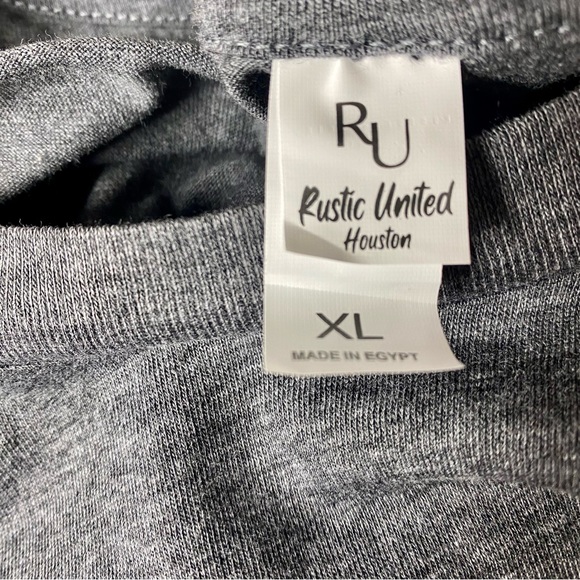 RU
Rustic United
Houston
XL
MADE IN EGYPT